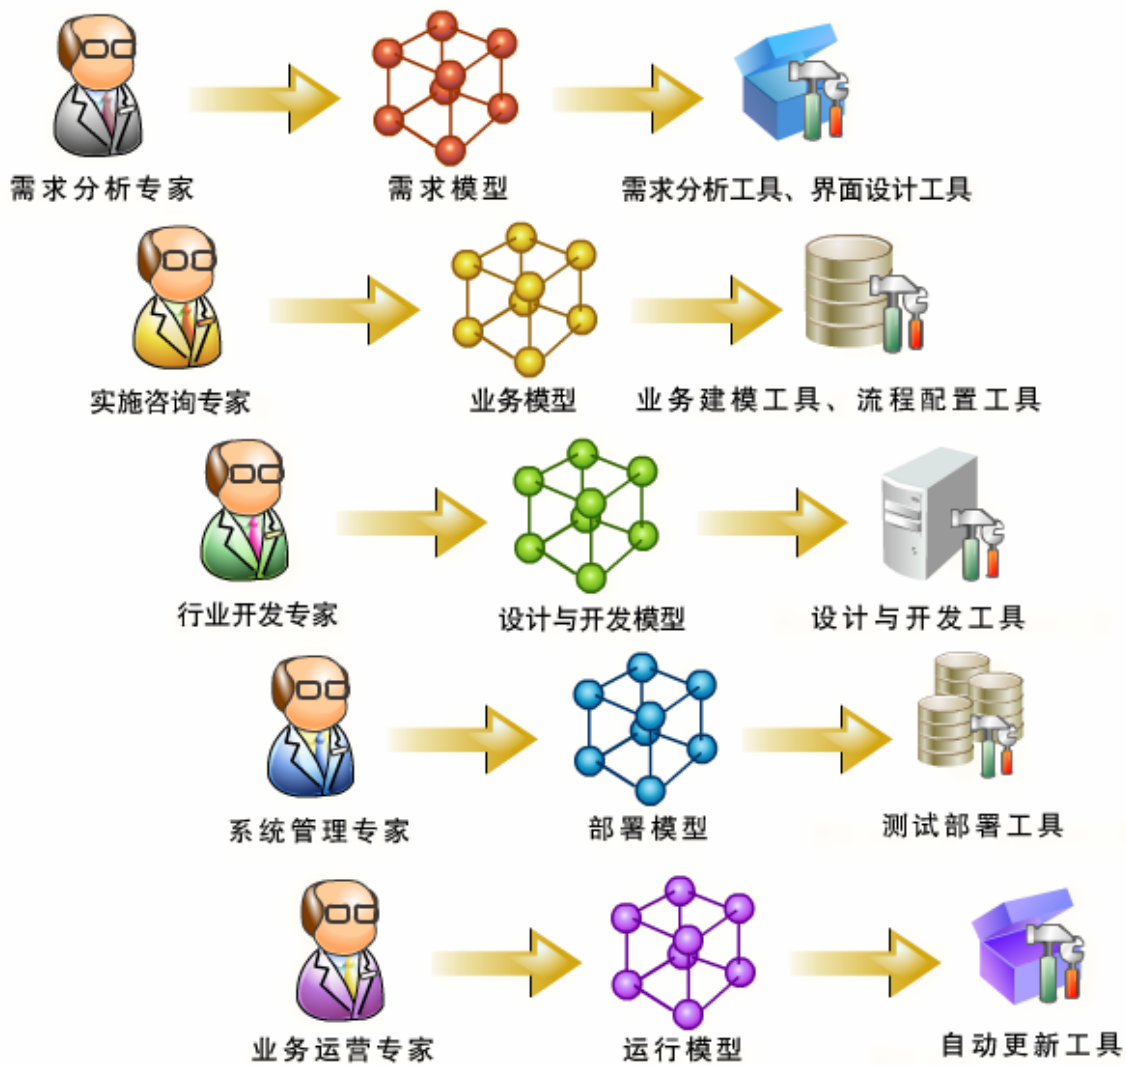 需求分析专家
需求模型
需求分析工具、界面设计工具
实施咨询专家
业务模型
业务建模工具、流程配置工具
行业开发专家
设计与开发模型
设计与开发工具
系统管理专家
部署模型
测试部署工具
业务运营专家
运行模型
自动更新工具